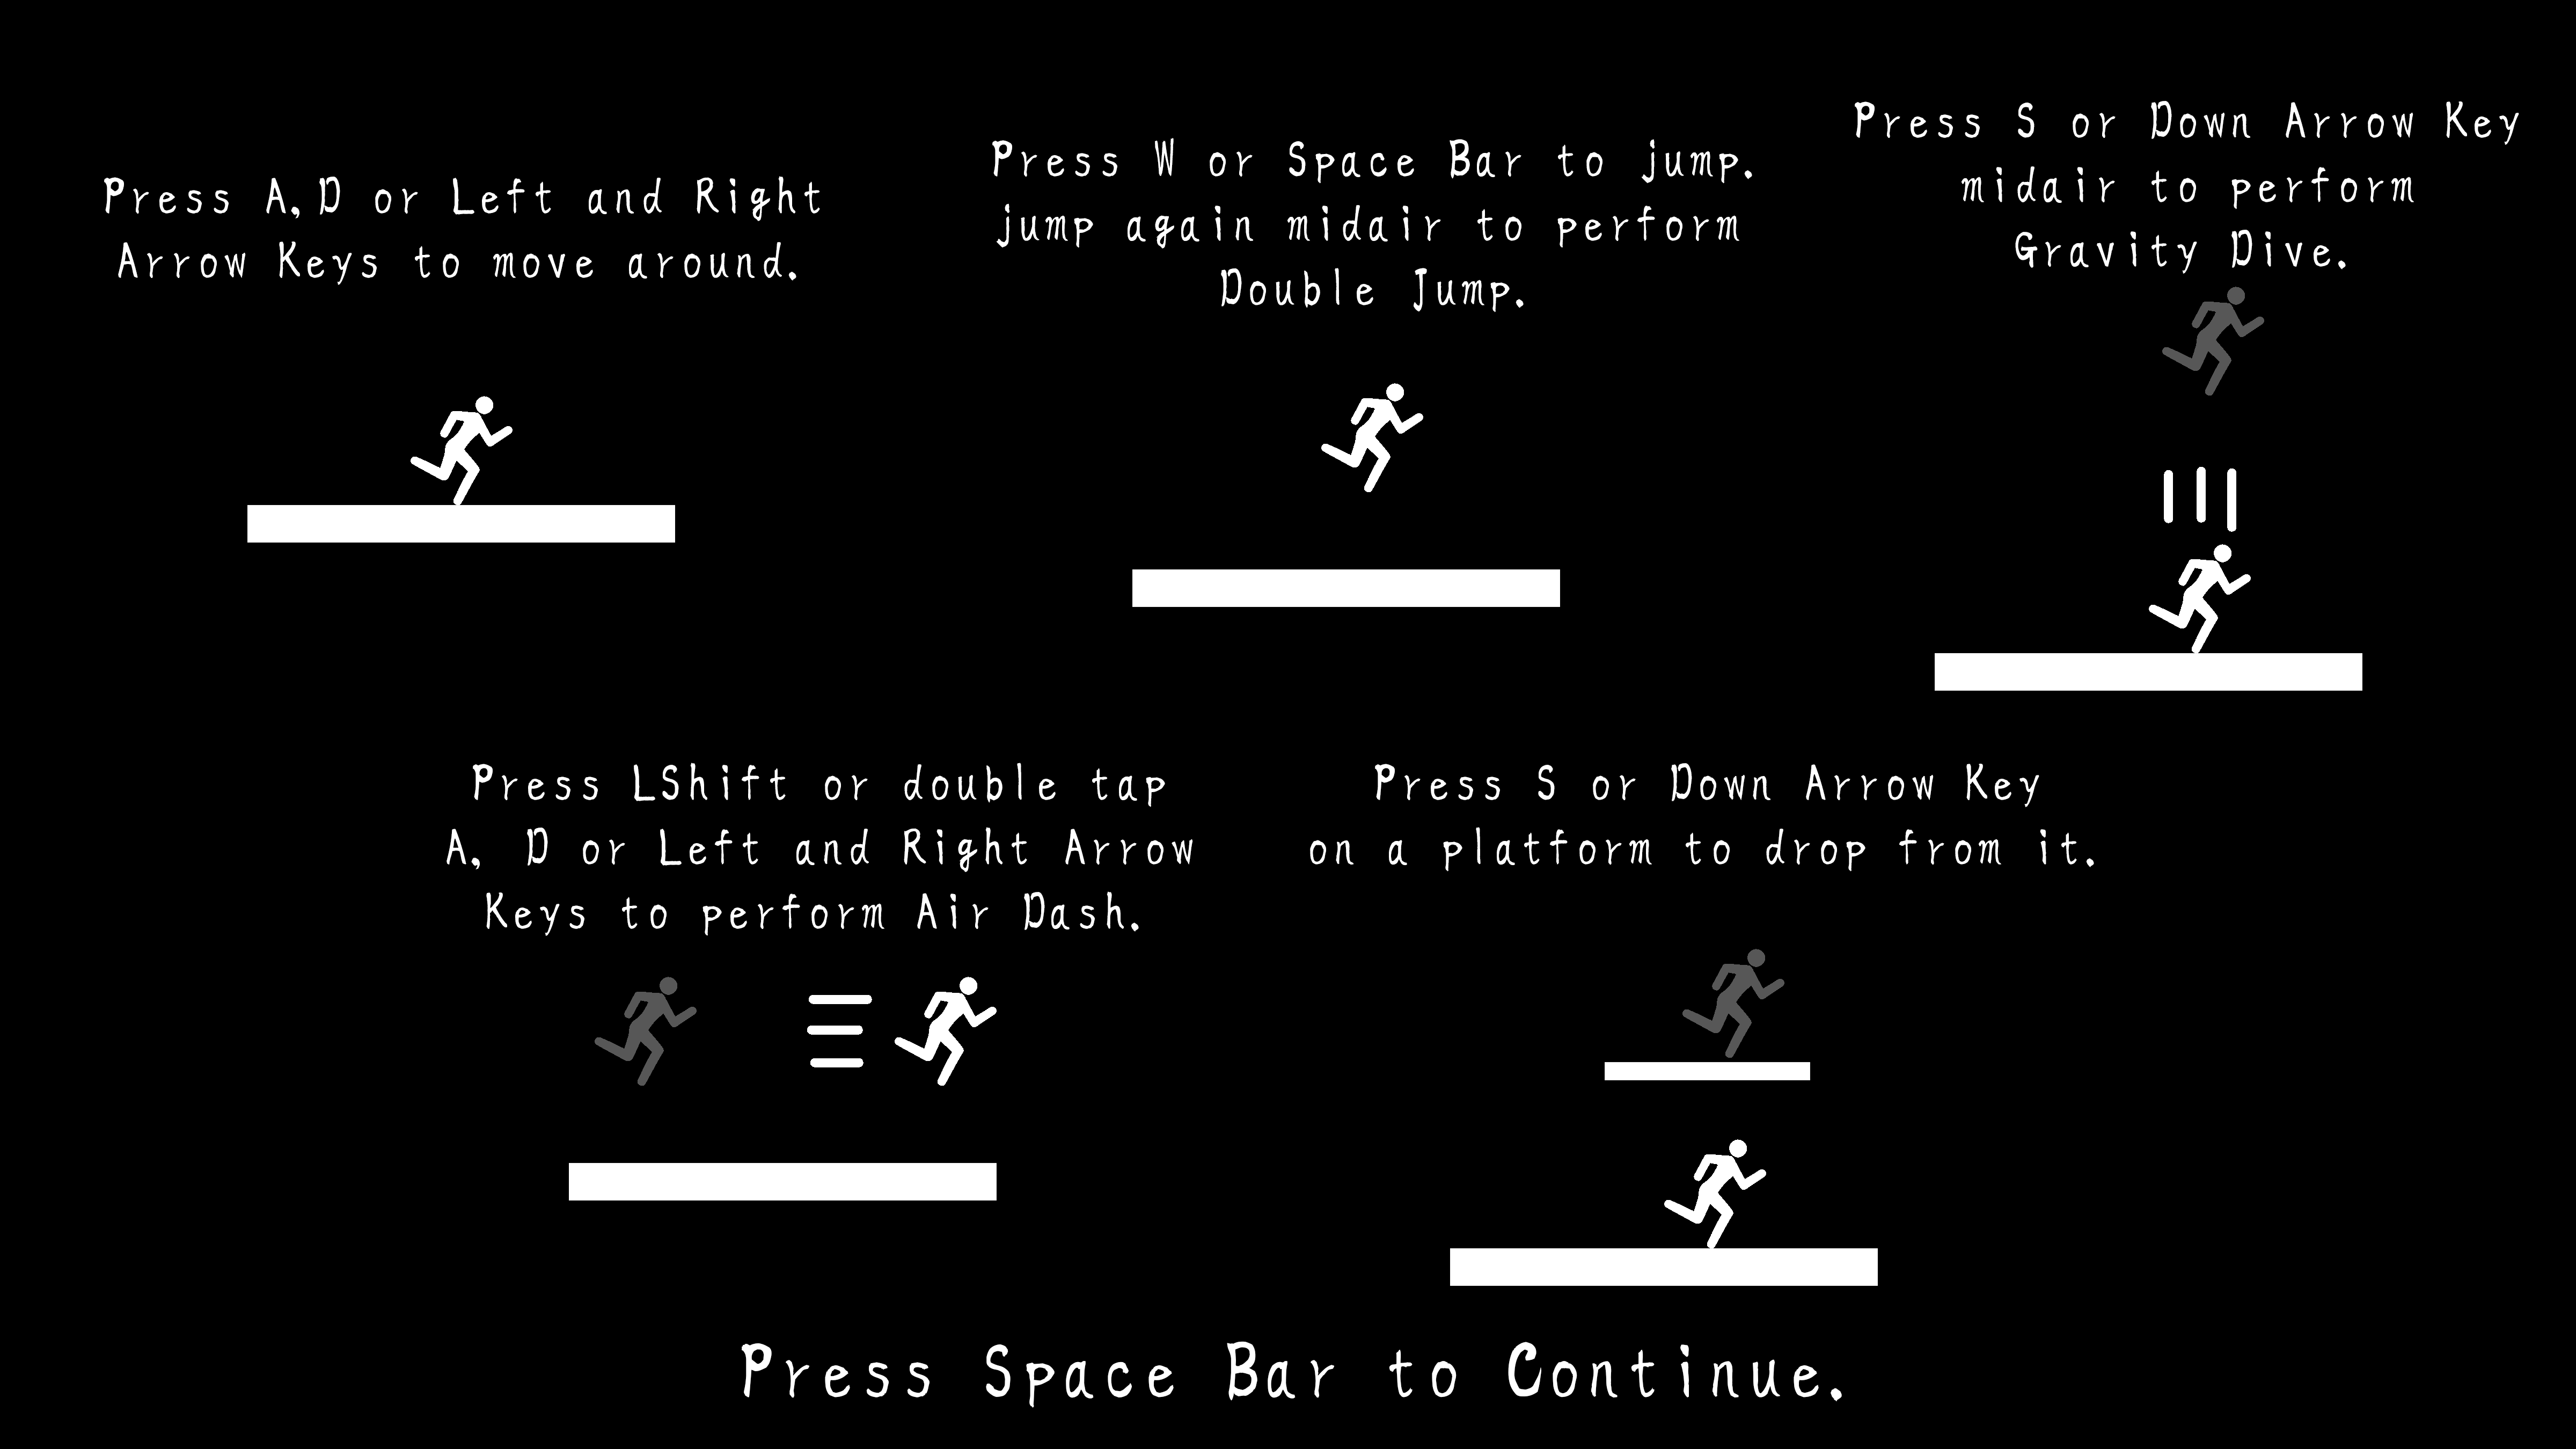 Press A,D or Left and Right
Arrow Keys to move around.
Press W or Space Bar to jump.
jump again midair to perform
Double Jump.
Press S or Down Arrow Key
midair to perform
Gravity Dive.
Press LShift or double tap
A, D or Left and Right Arrow
Keys to perform Air Dash.
Press S or Down Arrow Key
on a platform to drop from it.
Press Space Bar to Continue.